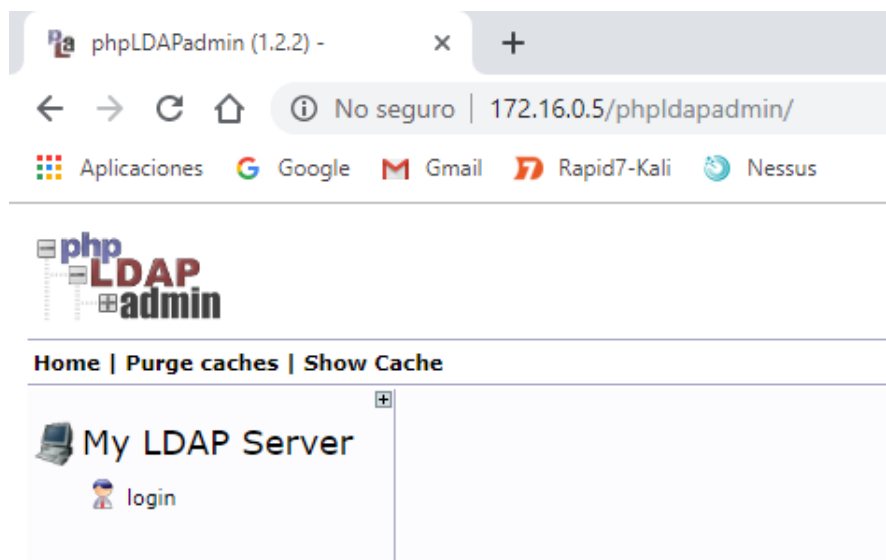 phpLDAPadmin (1.2.2) -
No seguro | 172.16.0.5/phpldapadmin/
Aplicaciones Google Gmail Rapid7-Kali Nessus
php
LDAP
admin
Home | Purge caches | Show Cache
My LDAP Server
login